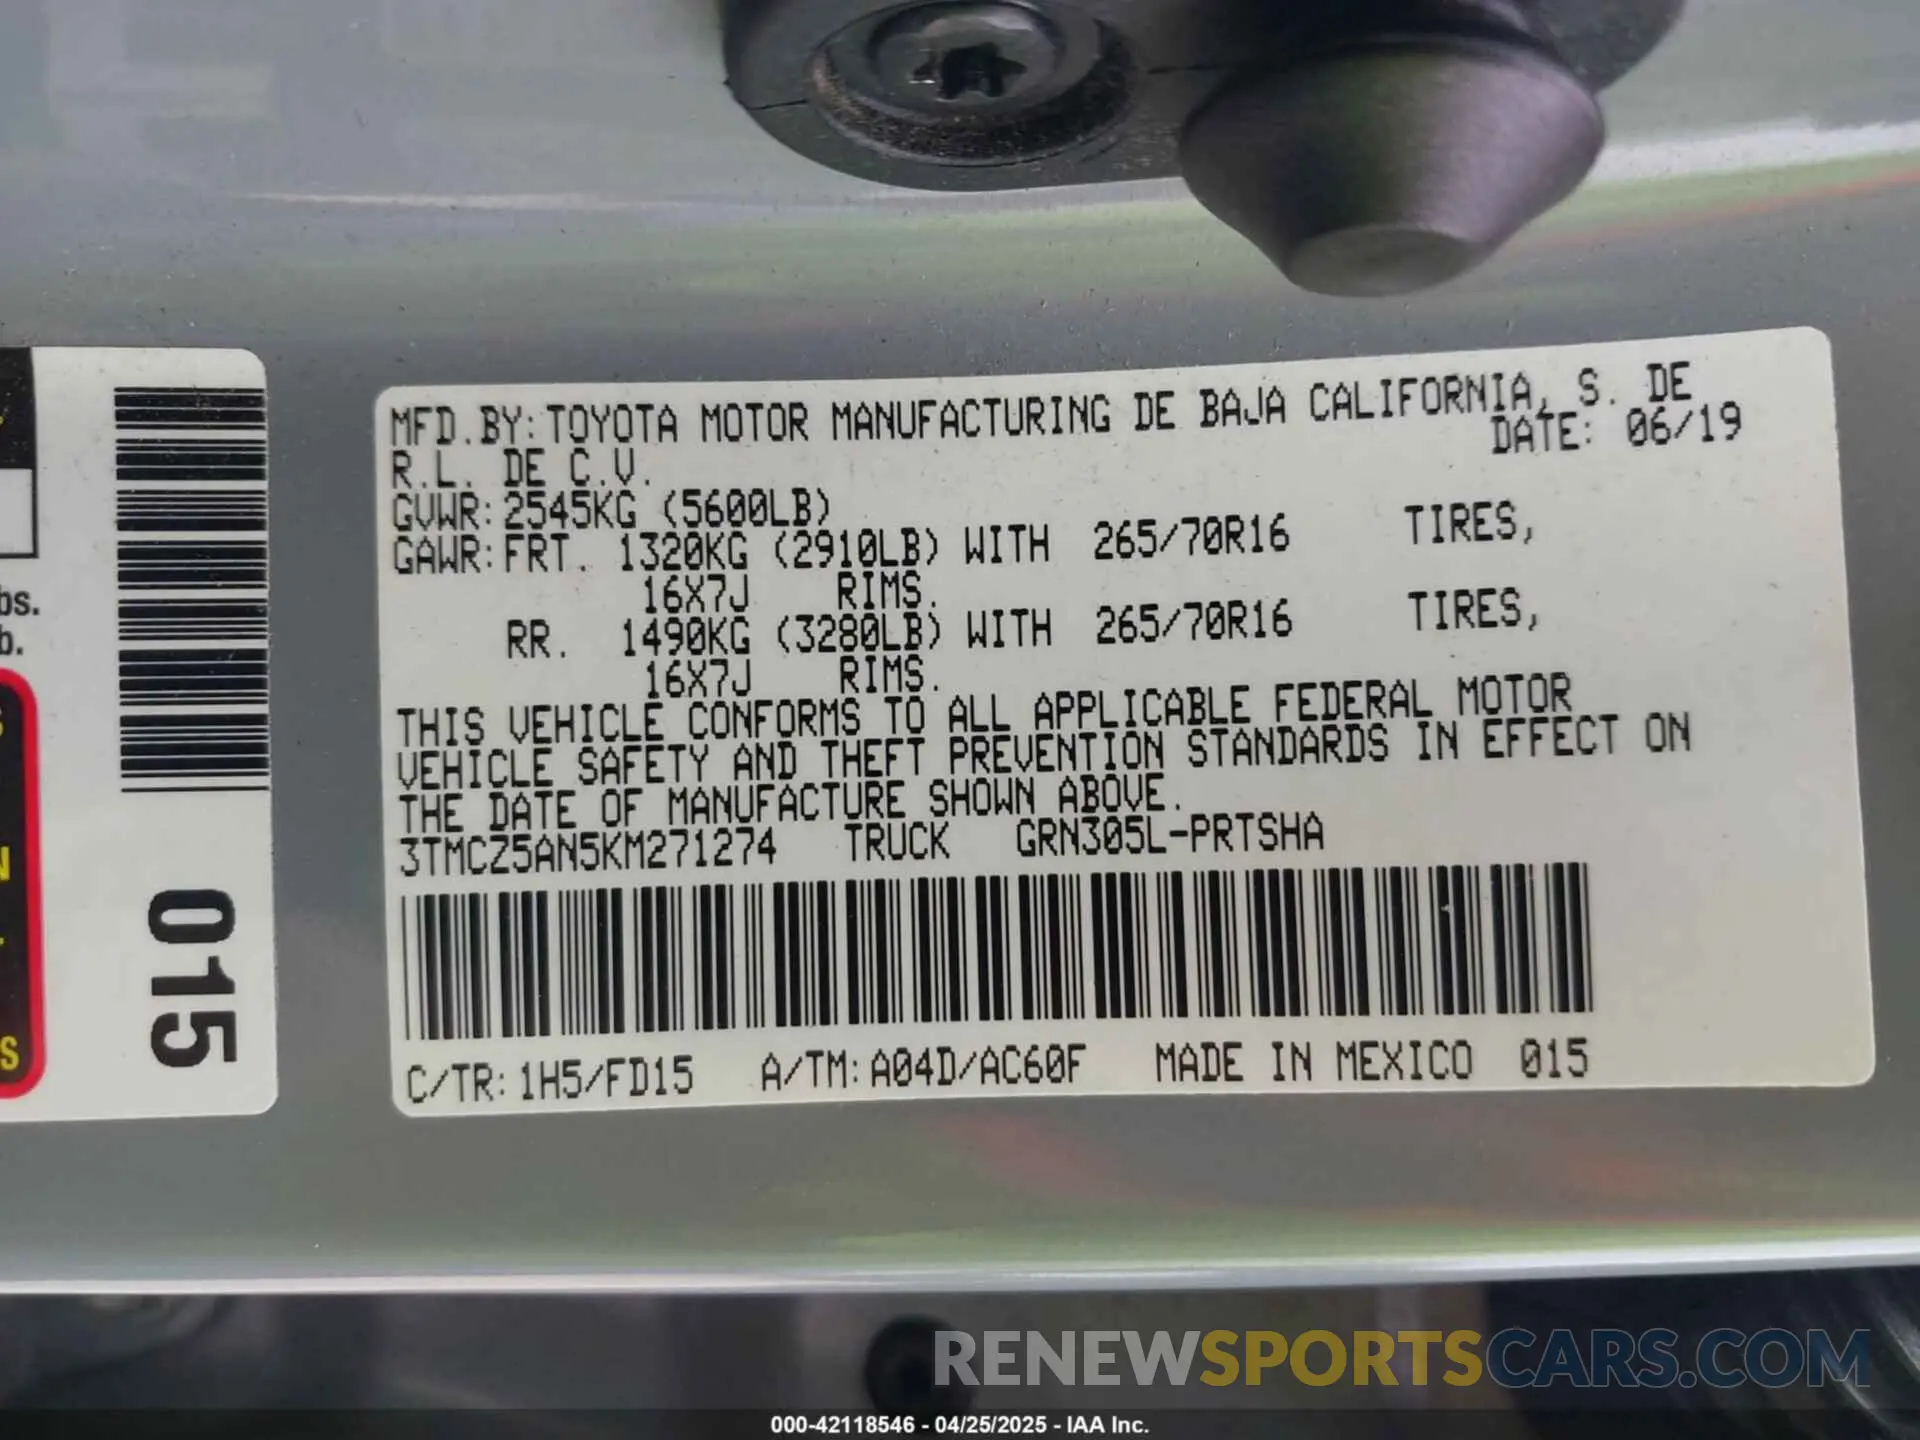 MFD.BY:TOYOTA MOTOR MANUFACTURING DE BAJA CALIFORNIA, S. DE
R.L. DE C.V. DATE: 06/19
GVWR:2545KG (5600LB)
GAWR:FRT. 1320KG (2910LB) WITH 265/70R16 TIRES,
16X7J RIMS.
RR. 1490KG (3280LB) WITH 265/70R16 TIRES,
16X7J RIMS.
THIS VEHICLE CONFORMS TO ALL APPLICABLE FEDERAL MOTOR
VEHICLE SAFETY AND THEFT PREVENTION STANDARDS IN EFFECT ON
THE DATE OF MANUFACTURE SHOWN ABOVE.
3TMCZ5AN5KM271274 TRUCK GRN305L-PRTSHA
C/TR:1H5/FD15 A/TM:A04D/AC60F MADE IN MEXICO 015
015
bs.
b.
RENEWSPORTSCARS.COM
000-42118546 - 04/25/2025 - IAA Inc.